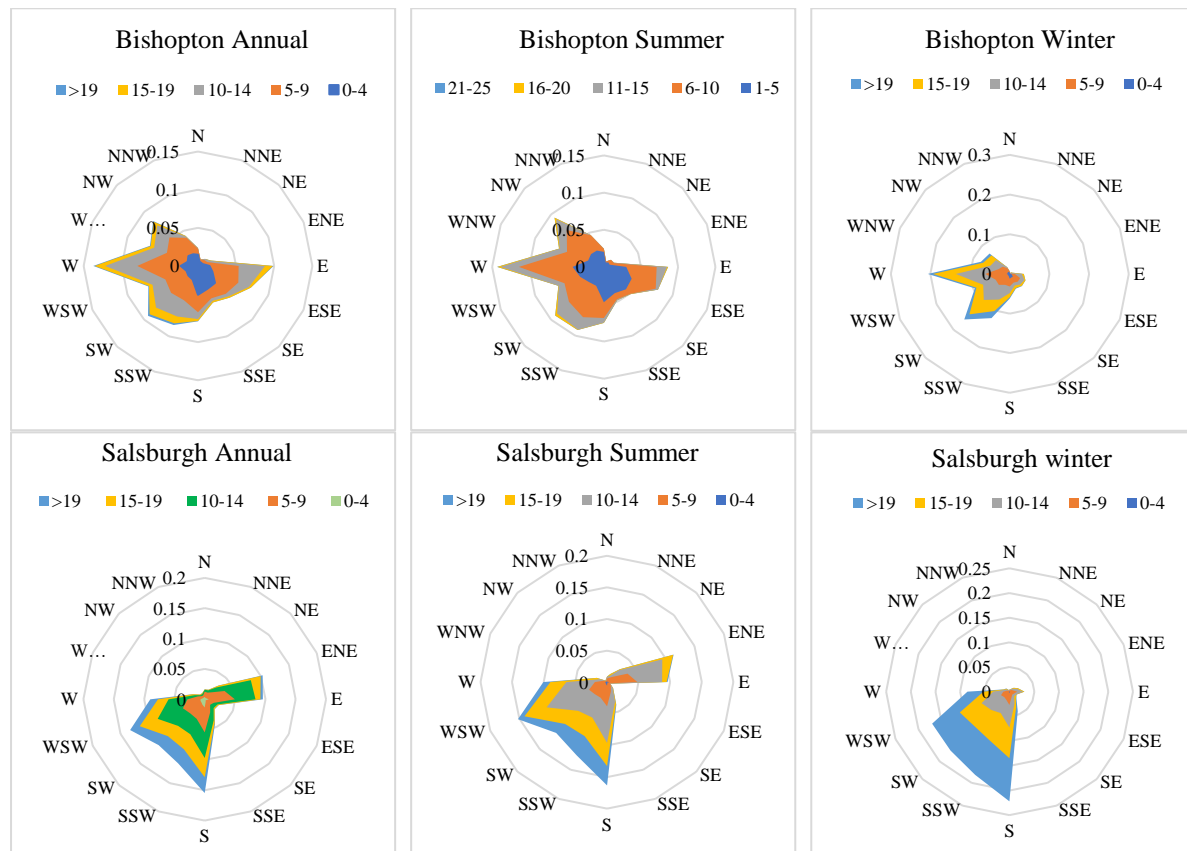 Bishopton Annual
>19 15-19 10-14 5-9 0-4
N
NNW 0.15 NNE
NW 0.1 NE
W... 0.05 ENE
W 0 E
WSW ESE
SW SE
SSW SSE
S
Bishopton Summer
21-25 16-20 11-15 6-10 1-5
N
NNW 0.15 NNE
NW 0.1 NE
WNW 0.05 ENE
W 0 E
WSW ESE
SW SE
SSW SSE
S
Bishopton Winter
>19 15-19 10-14 5-9 0-4
N
NNW 0.3 NNE
NW 0.2 NE
WNW 0.1 ENE
W 0 E
WSW ESE
SW SE
SSW SSE
S
Salsburgh Annual
>19 15-19 10-14 5-9 0-4
N
NNW 0.2 NNE
NW 0.15 NE
W... 0.1 ENE
0.05
W 0 E
WSW ESE
SW SE
SSW SSE
S
Salsburgh Summer
>19 15-19 10-14 5-9 0-4
N
NNW 0.2 NNE
NW 0.15 NE
WNW 0.1 ENE
0.05
W 0 E
WSW ESE
SW SE
SSW SSE
S
Salsburgh winter
>19 15-19 10-14 5-9 0-4
N
NNW 0.25 NNE
NW 0.2 NE
0.15
W... 0.1 ENE
0.05
W 0 E
WSW ESE
SW SE
SSW SSE
S